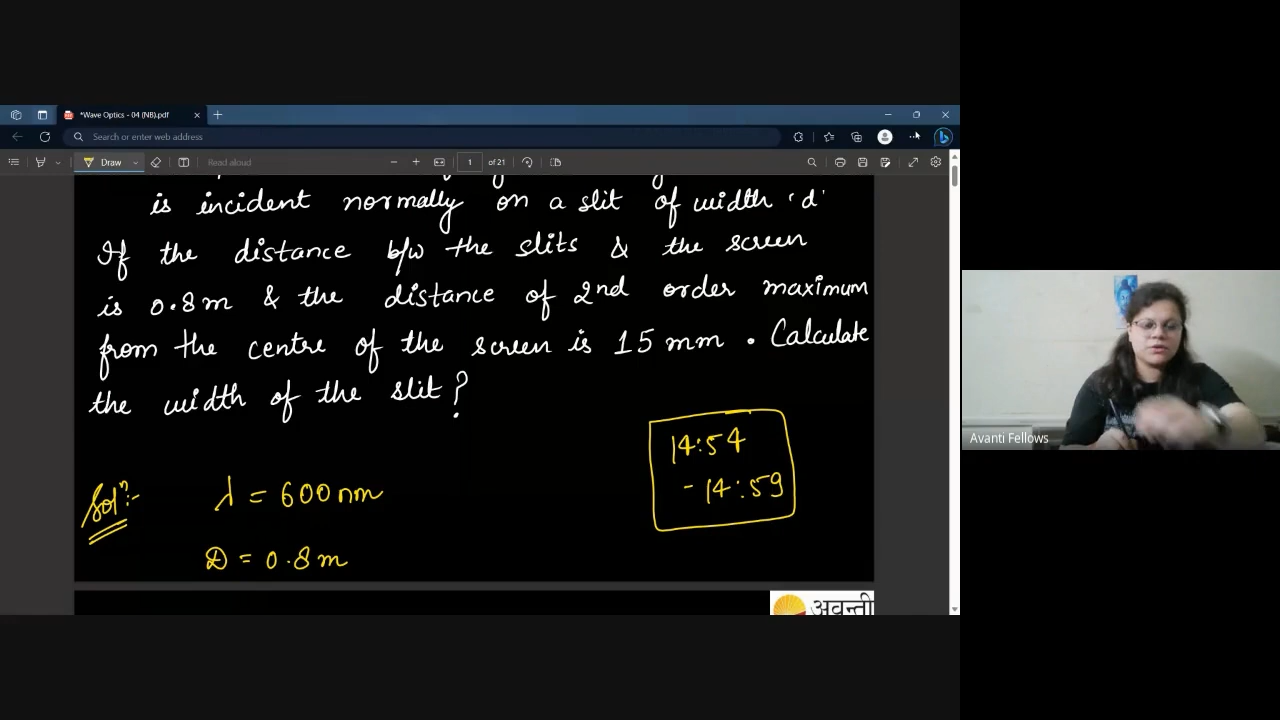 *Wave Optics - 04 (NB).pdf
Search or enter web address
Draw
Read aloud
1 of 21
is incident normally on a slit of width 'd'
If the distance b/w the slits & the screen
is 0.8m & the distance of 2nd order maximum
from the centre of the screen is 15 mm. Calculate
the width of the slit?
14:54
- 14:59
Solⁿ:-
λ = 600 nm
D = 0.8 m
अवन्ती
Avanti Fellows